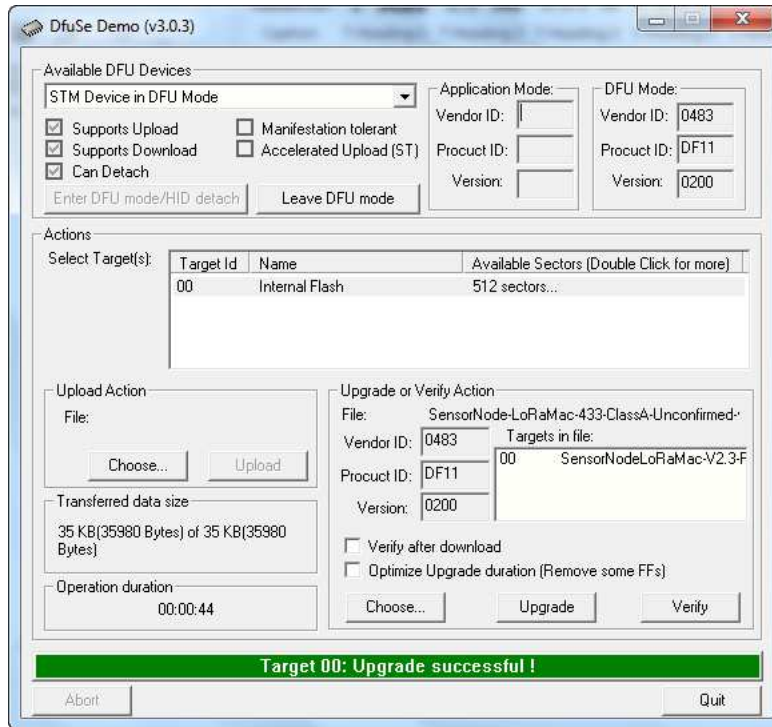 DfuSe Demo (v3.0.3)
Available DFU Devices
STM Device in DFU Mode
Supports Upload
Manifestation tolerant
Supports Download
Accelerated Upload (ST)
Can Detach
Enter DFU mode/HID detach
Leave DFU mode
Application Mode:
Vendor ID:
Procuct ID:
Version:
DFU Mode:
Vendor ID: 0483
Procuct ID: DF11
Version: 0200
Actions
Select Target(s):
Target Id Name Available Sectors (Double Click for more)
00 Internal Flash 512 sectors...
Upload Action
File:
Choose... Upload
Transferred data size
35 KB(35980 Bytes) of 35 KB(35980
Bytes)
Operation duration
00:00:44
Upgrade or Verify Action
File: SensorNode-LoRaMac-433-ClassA-Unconfirmed-
Vendor ID: 0483
Procuct ID: DF11
Version: 0200
Targets in file:
00 SensorNodeLoRaMac-V2.3-F
Verify after download
Optimize Upgrade duration (Remove some FFs)
Choose... Upgrade Verify
Target 00: Upgrade successful !
Abort Quit